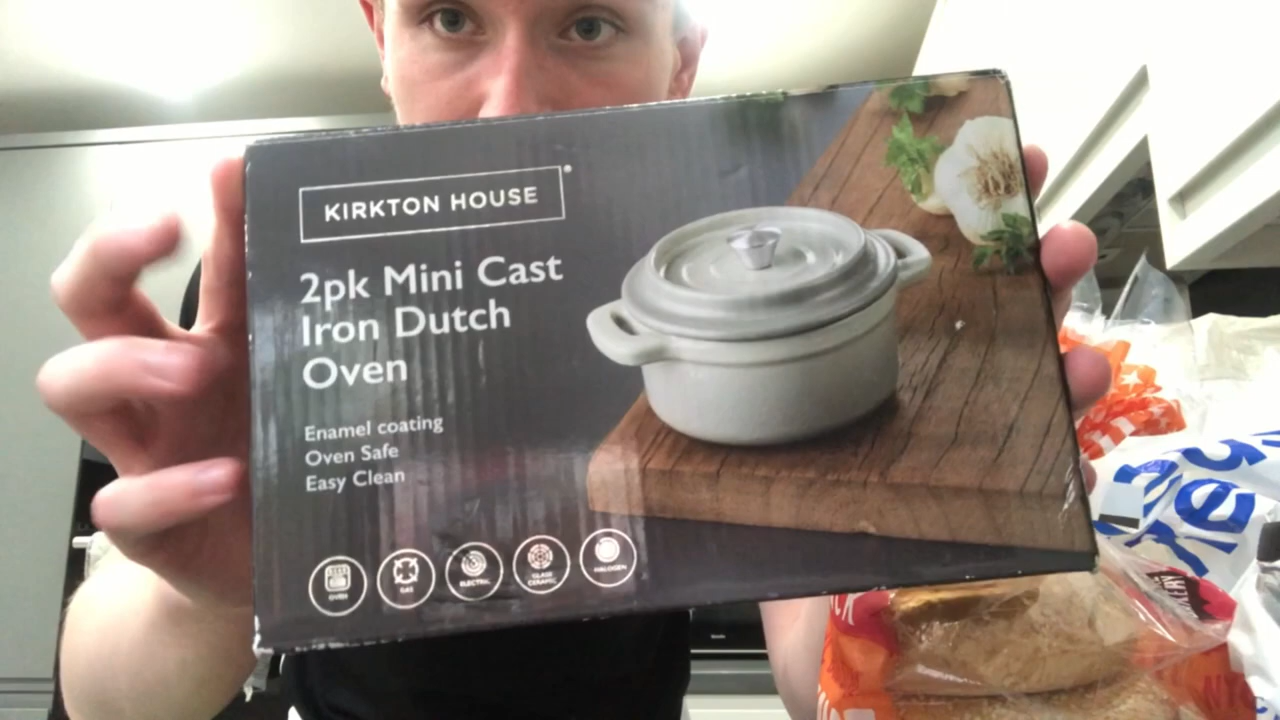 KIRKTON HOUSE®
2pk Mini Cast
Iron Dutch
Oven
Enamel coating
Oven Safe
Easy Clean
OVEN
GAS
ELECTRIC
GLASS
CERAMIC
HALOGEN